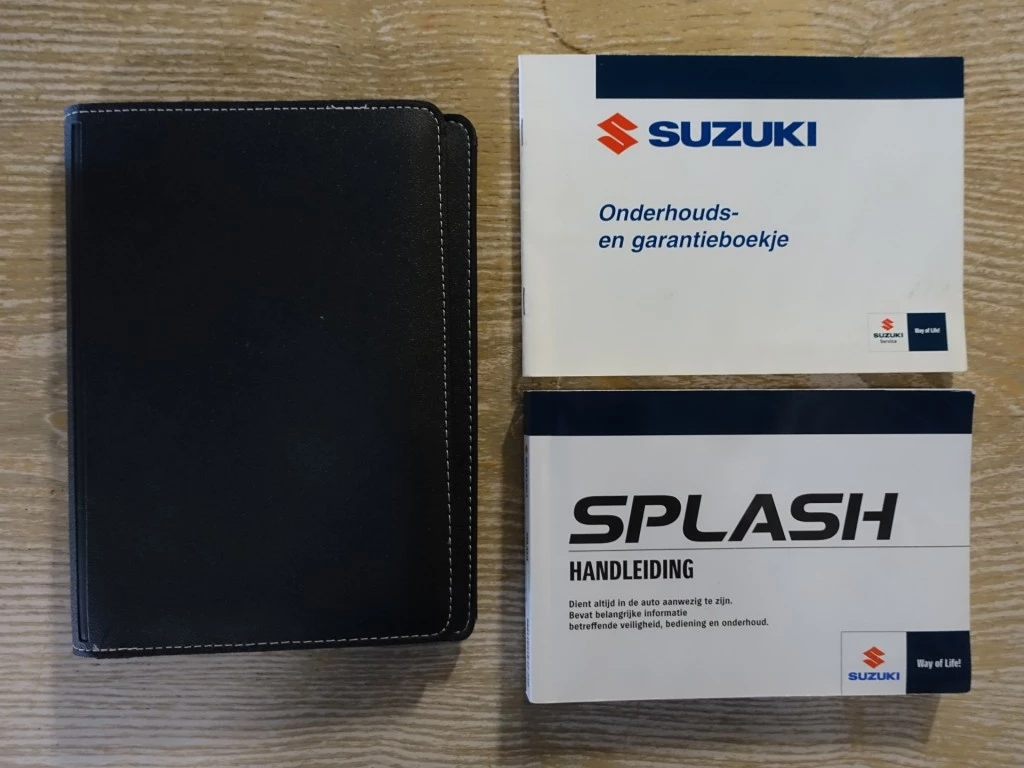 SUZUKI
Onderhouds-
en garantieboekje
SUZUKI
Service
Way of Life!
SPLASH
HANDLEIDING
Dient altijd in de auto aanwezig te zijn.
Bevat belangrijke informatie
betreffende veiligheid, bediening en onderhoud.
SUZUKI
Way of Life!